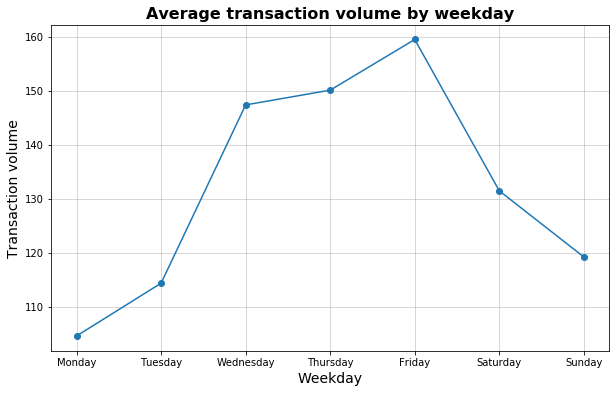 Average transaction volume by weekday
160
150
140
130
120
110
Transaction volume
Monday Tuesday Wednesday Thursday Friday Saturday Sunday
Weekday